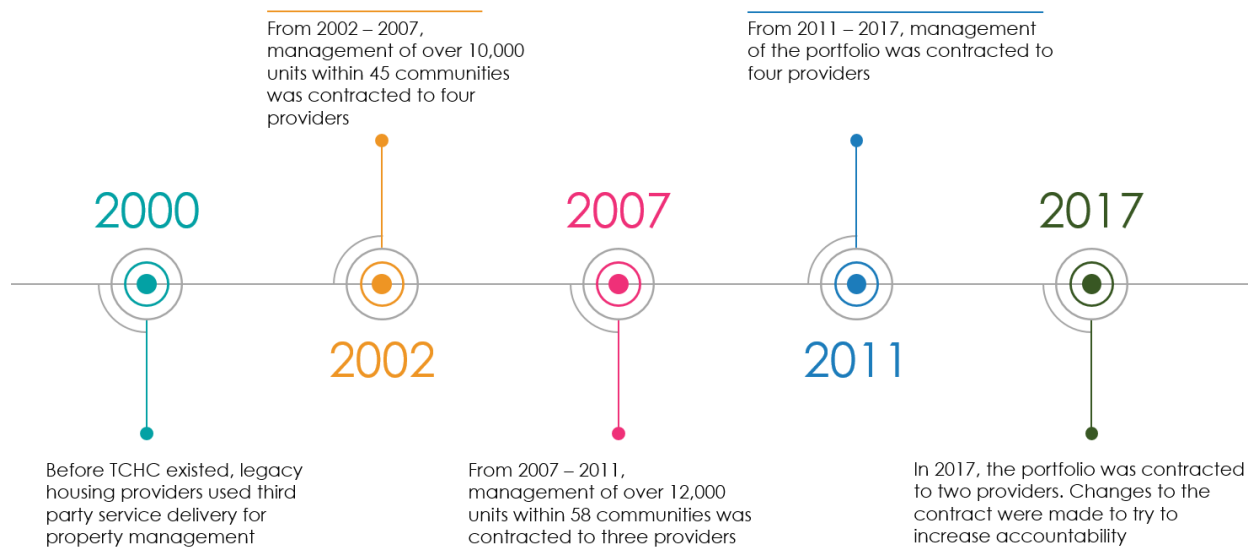 From 2002 – 2007,
management of over 10,000
units within 45 communities
was contracted to four
providers
From 2011 – 2017, management
of the portfolio was contracted to
four providers
2000
2007
2017
2002
2011
Before TCHC existed, legacy
housing providers used third
party service delivery for
property management
From 2007 – 2011,
management of over 12,000
units within 58 communities was
contracted to three providers
In 2017, the portfolio was contracted
to two providers. Changes to the
contract were made to try to
increase accountability